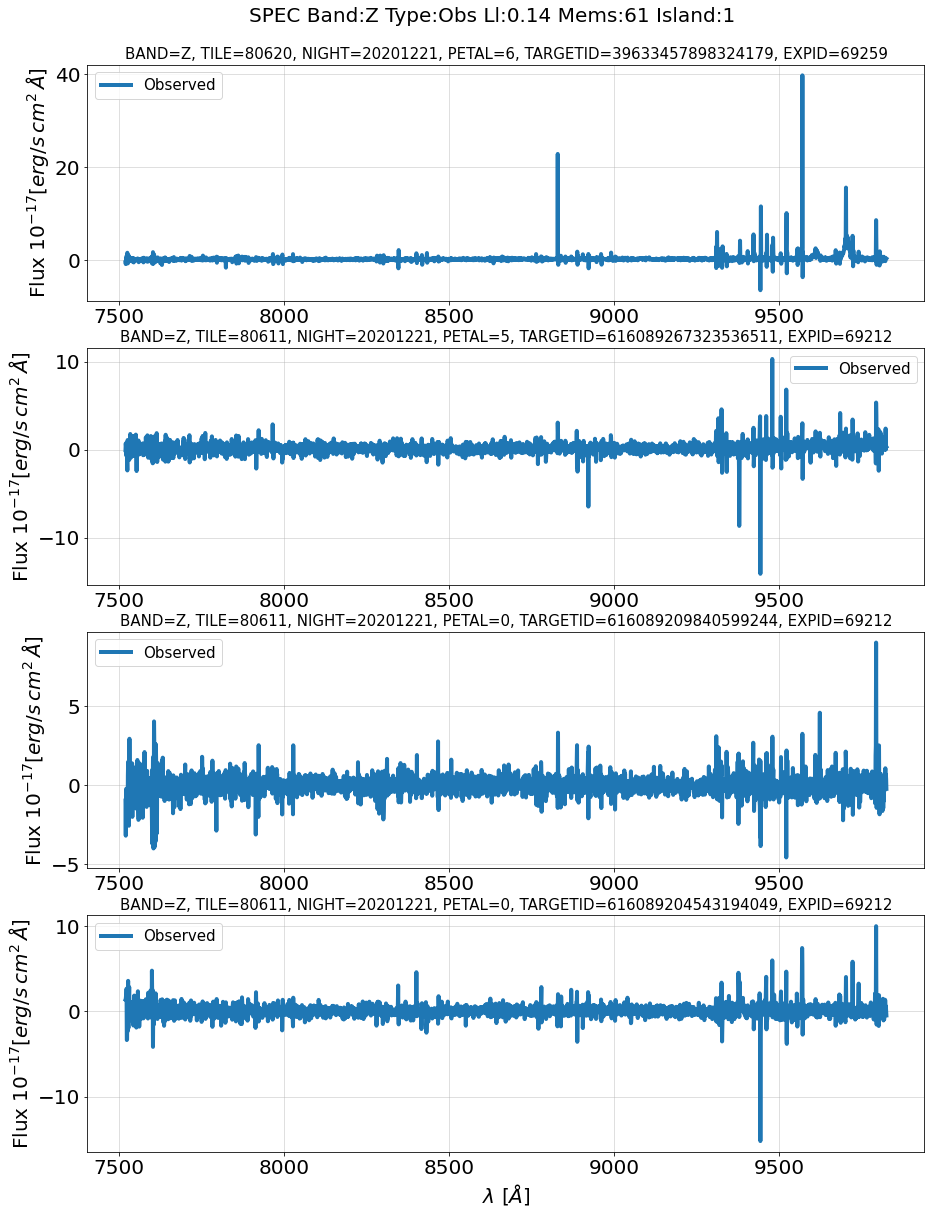 SPEC Band:Z Type:Obs Ll:0.14 Mems:61 Island:1
BAND=Z, TILE=80620, NIGHT=20201221, PETAL=6, TARGETID=39633457898324179, EXPID=69259
Flux 10^{-17}[erg/s cm^2 Å]
40
20
0
Observed
7500 8000 8500 9000 9500
BAND=Z, TILE=80611, NIGHT=20201221, PETAL=5, TARGETID=616089267323536511, EXPID=69212
Flux 10^{-17}[erg/s cm^2 Å]
10
0
−10
Observed
7500 8000 8500 9000 9500
BAND=Z, TILE=80611, NIGHT=20201221, PETAL=0, TARGETID=616089209840599244, EXPID=69212
Flux 10^{-17}[erg/s cm^2 Å]
5
0
−5
Observed
7500 8000 8500 9000 9500
BAND=Z, TILE=80611, NIGHT=20201221, PETAL=0, TARGETID=616089204543194049, EXPID=69212
Flux 10^{-17}[erg/s cm^2 Å]
10
0
−10
Observed
7500 8000 8500 9000 9500
λ [Å]